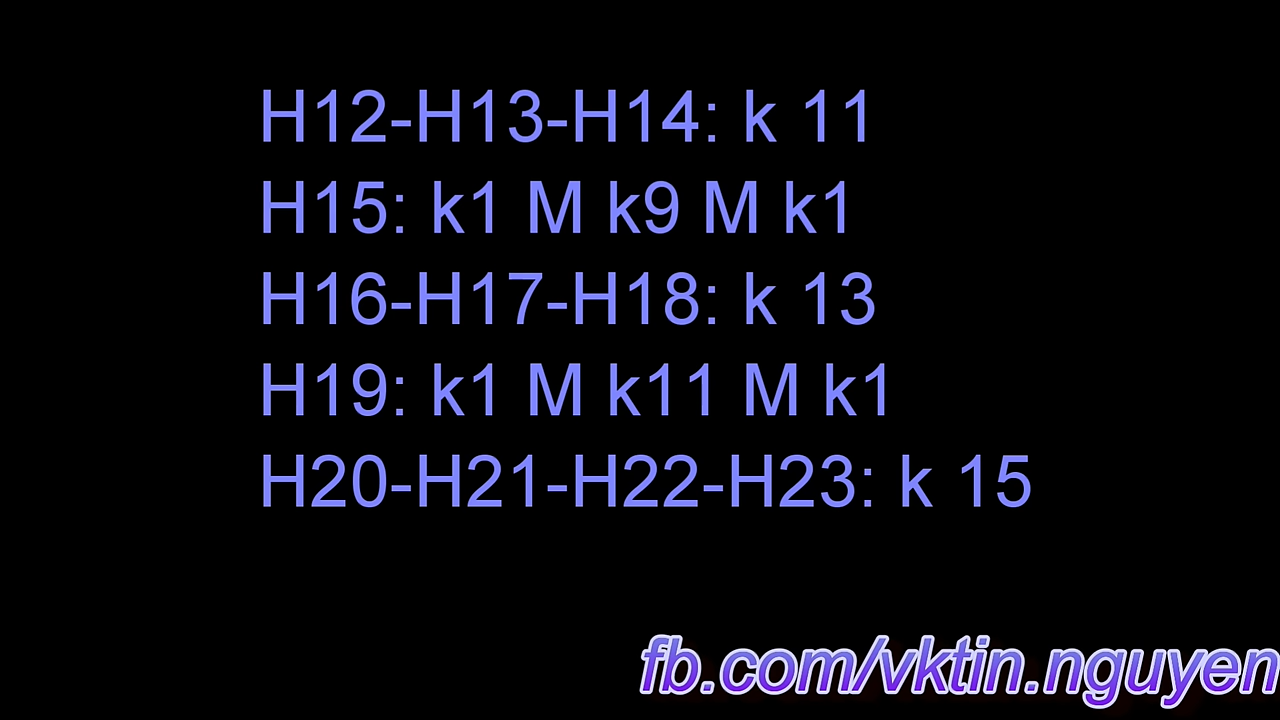 H12-H13-H14: k 11
H15: k1 M k9 M k1
H16-H17-H18: k 13
H19: k1 M k11 M k1
H20-H21-H22-H23: k 15
fb.com/vktin.nguyen